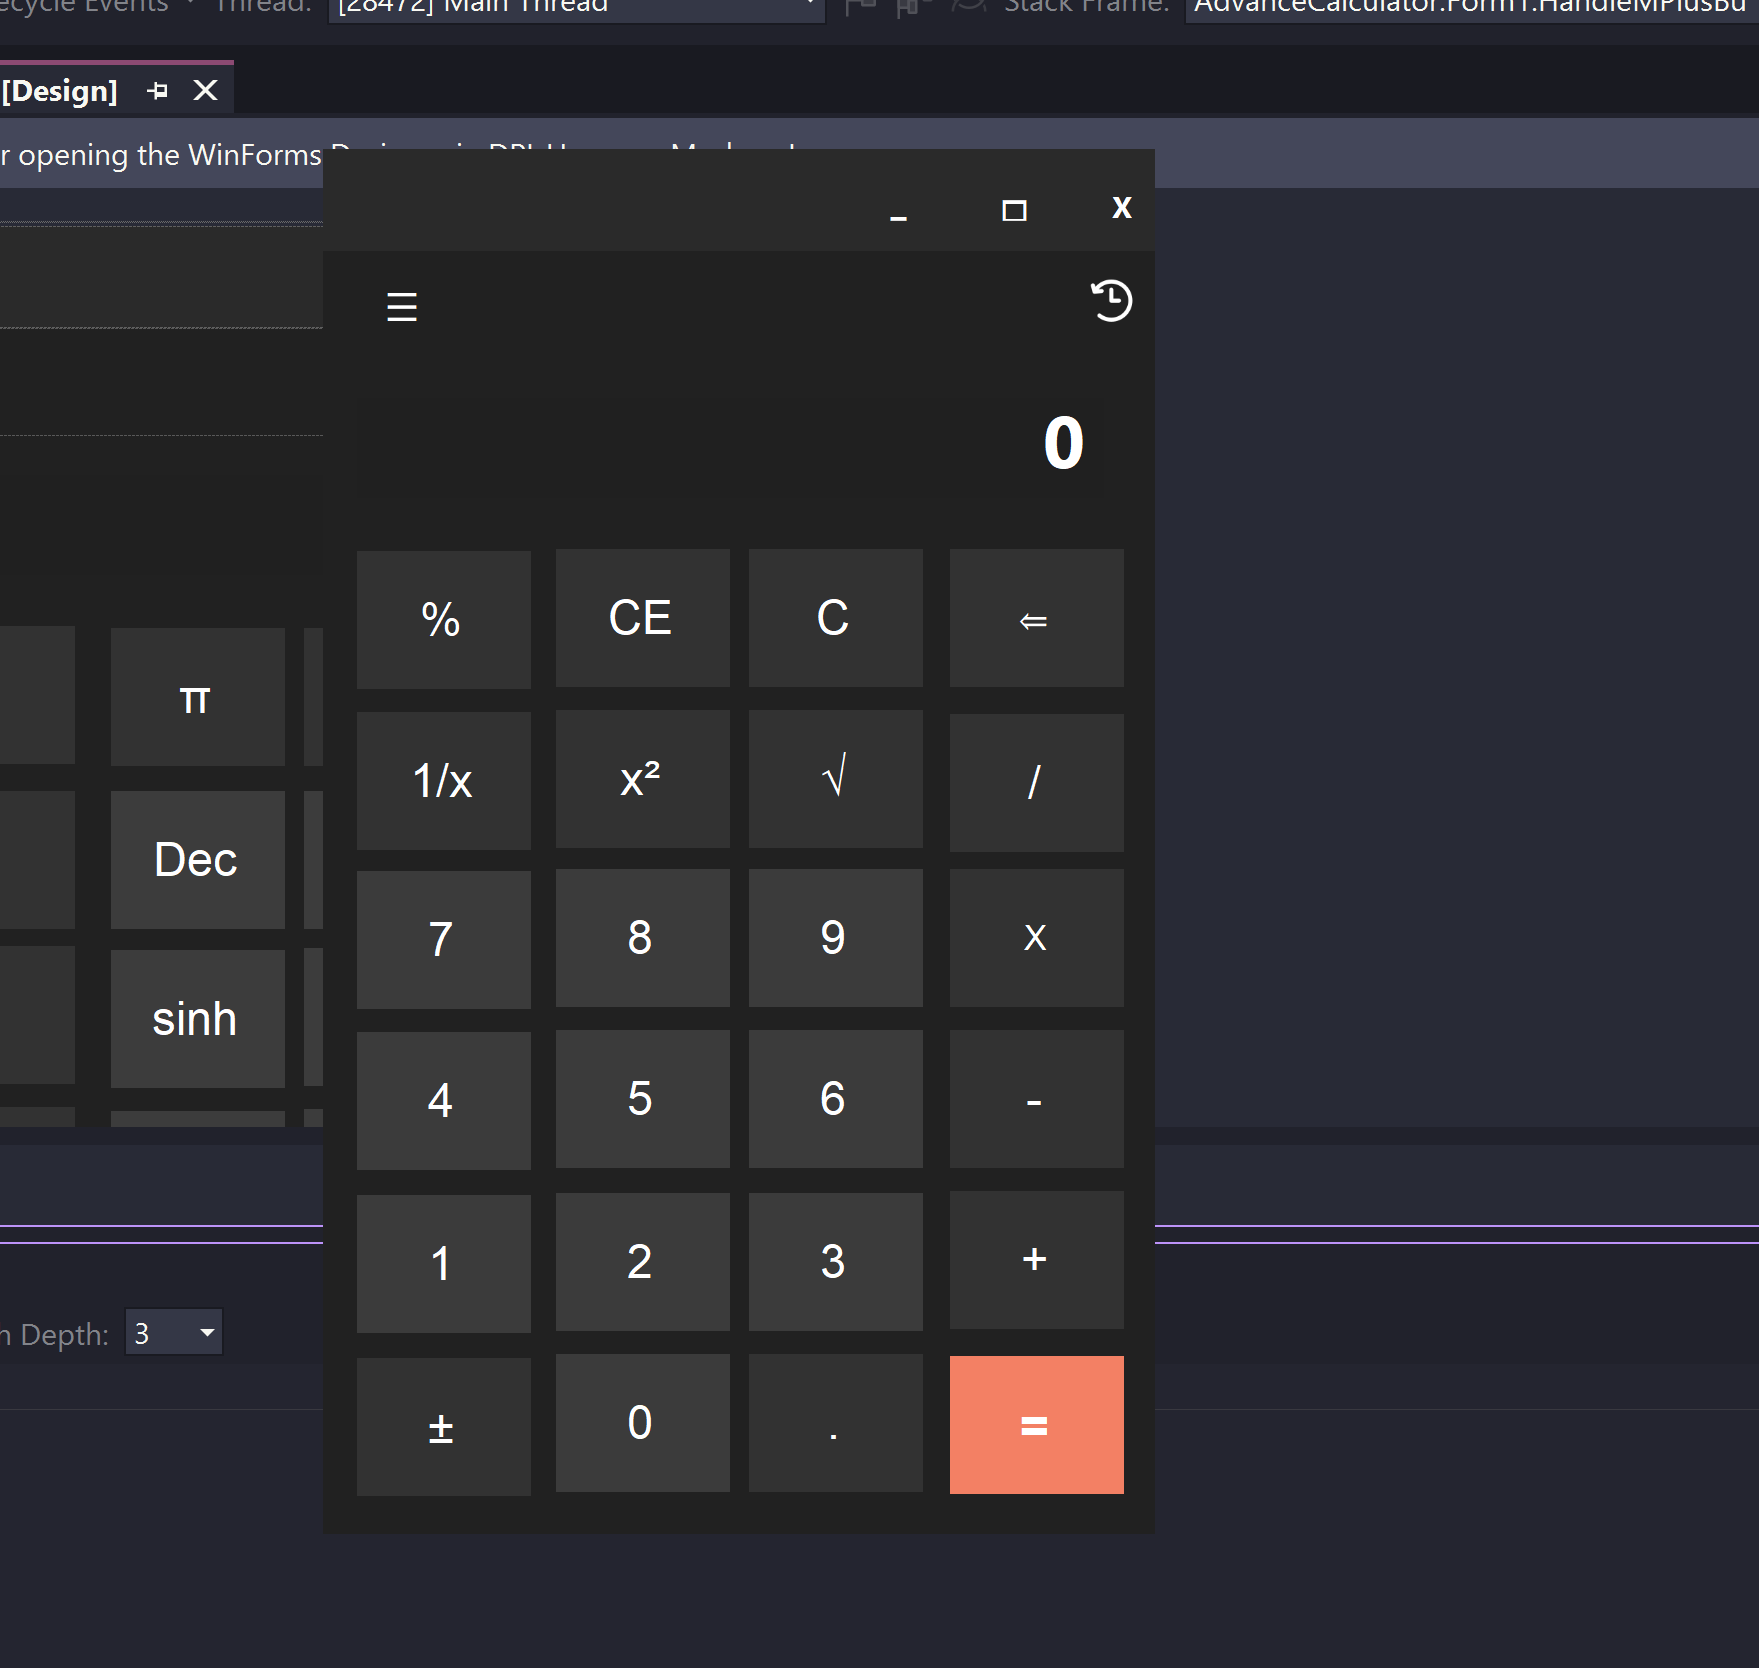 ecycle Events Thread: [28472] Main Thread Stack Frame: AdvanceCalculator.Form1.HandleMPlusBu
[Design]
r opening the WinForms
X
0
% CE C ⇐
π
1/x x² √ /
Dec
7 8 9 X
sinh
4 5 6 -
1 2 3 +
n Depth: 3
± 0 . =